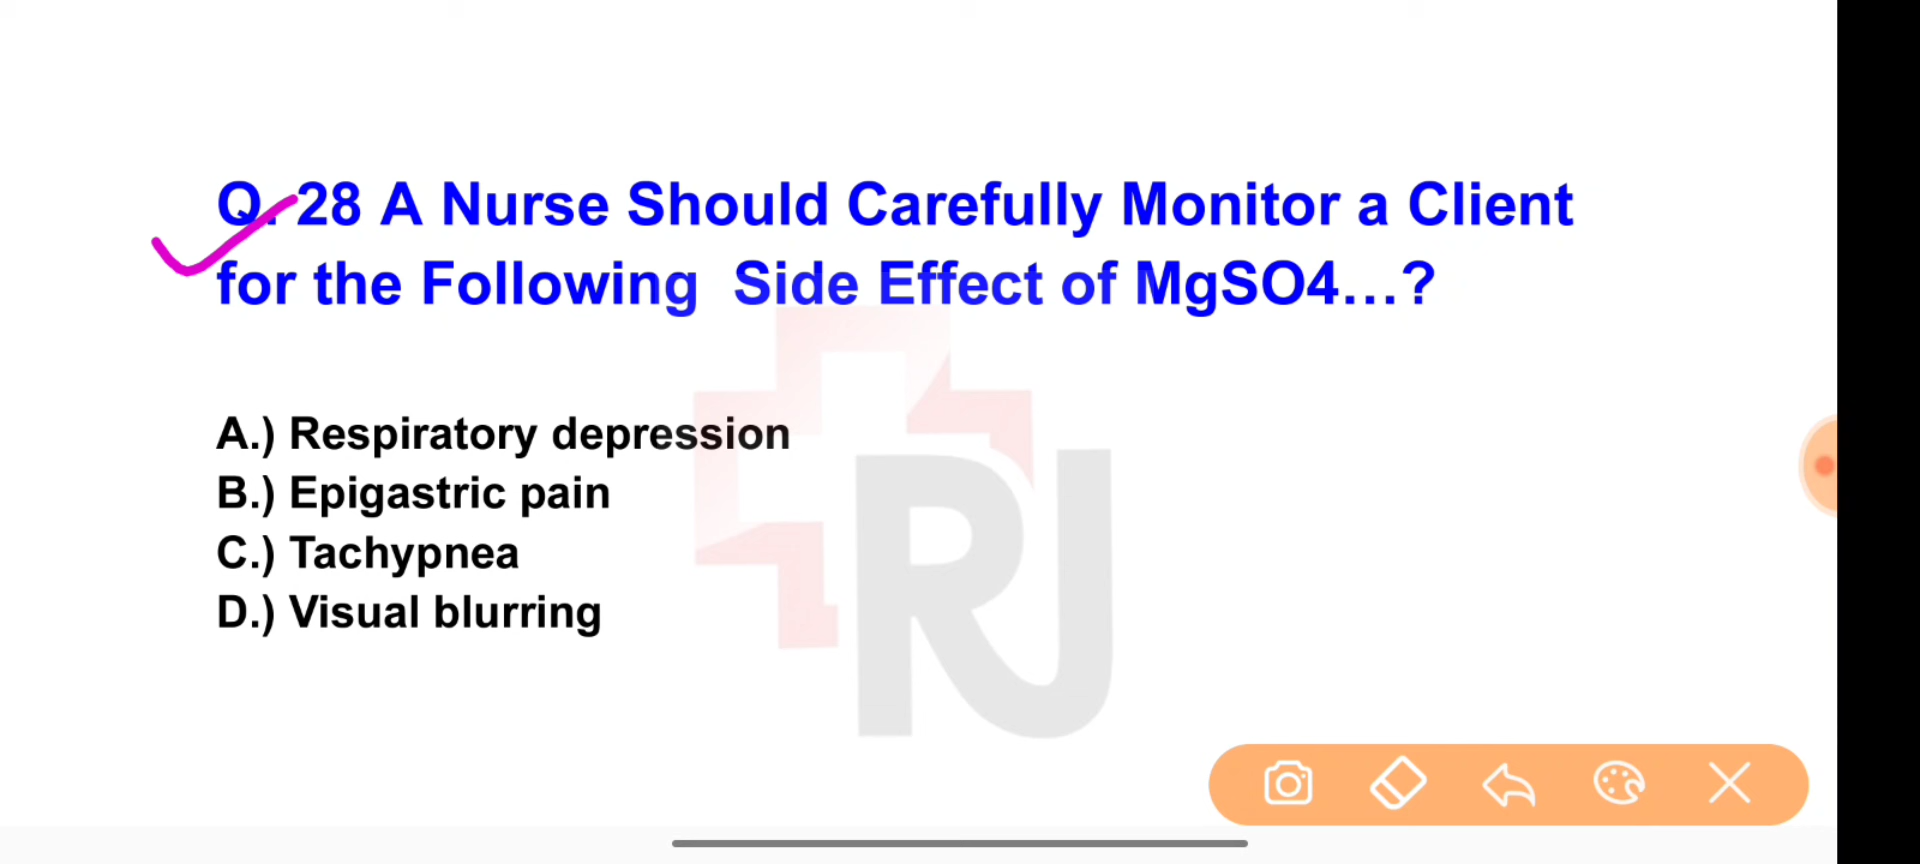 Q. 28 A Nurse Should Carefully Monitor a Client
for the Following Side Effect of MgSO4...?
A.) Respiratory depression
B.) Epigastric pain
C.) Tachypnea
D.) Visual blurring
RJ